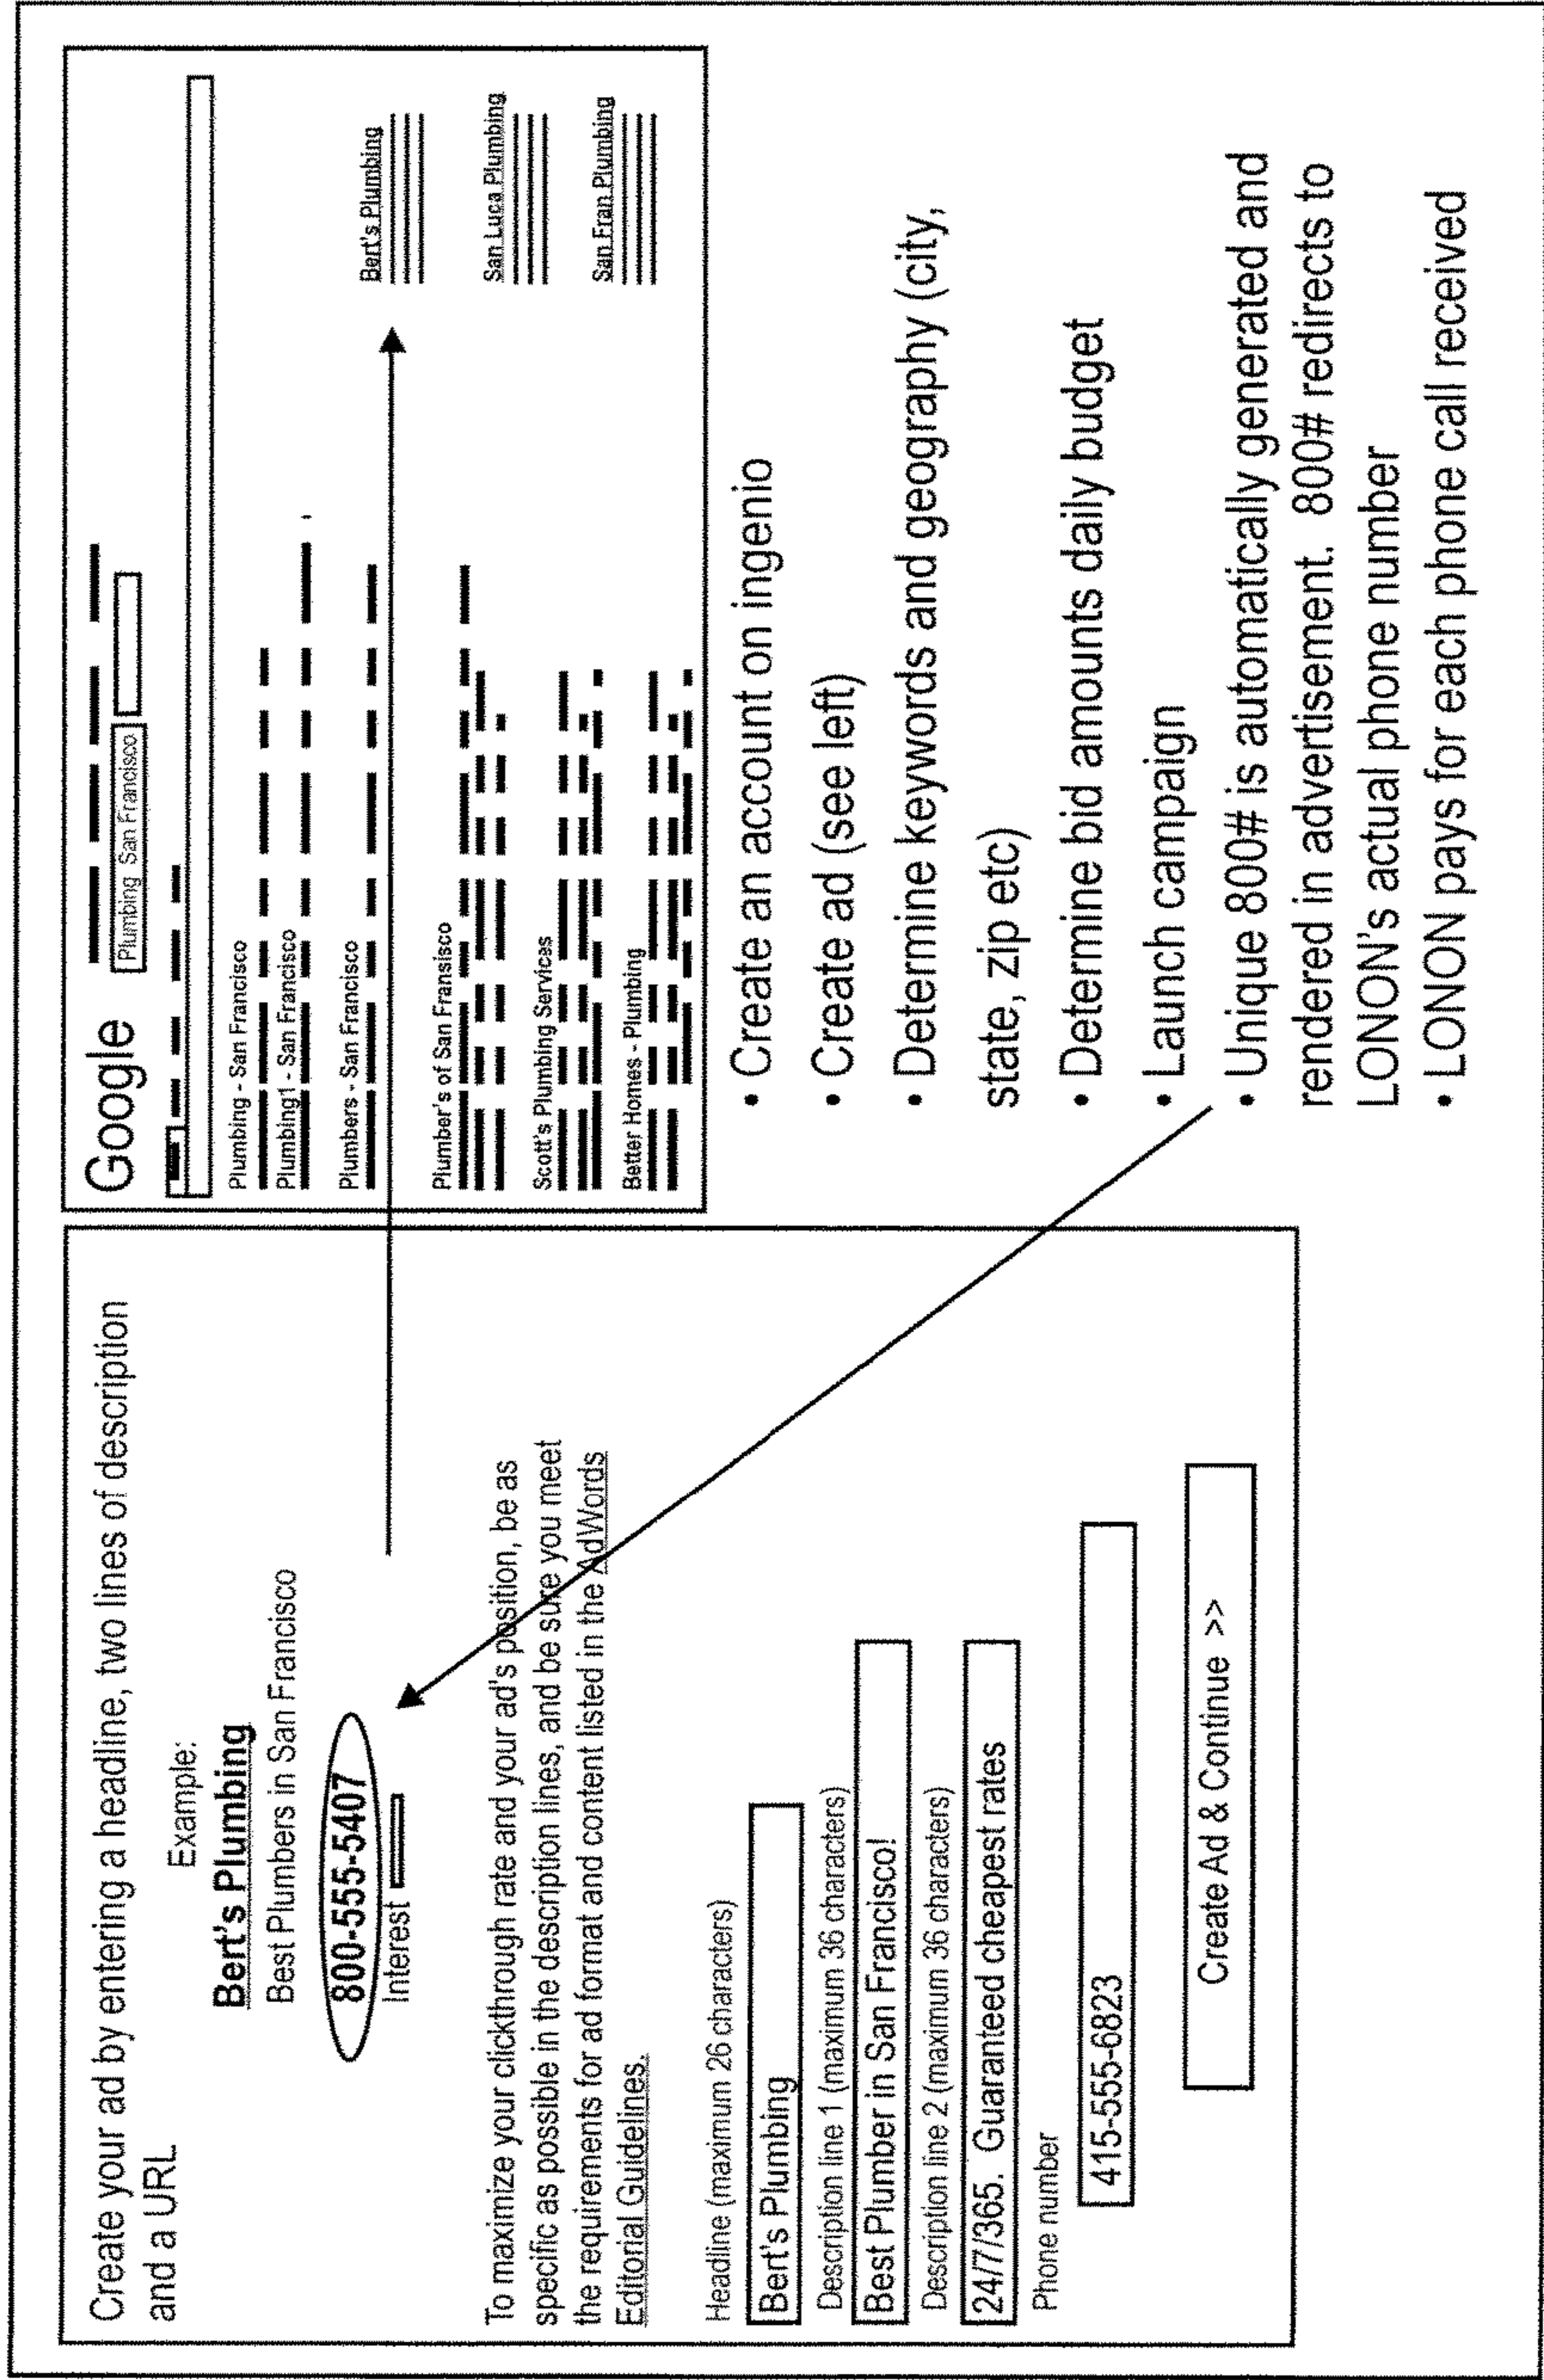 Create your ad by entering a headline, two lines of description
and a URL
Example:
Bert's Plumbing
Best Plumbers in San Francisco
800-555-5407
Interest
To maximize your clickthrough rate and your ad's position, be as
specific as possible in the description lines, and be sure you meet
the requirements for ad format and content listed in the AdWords
Editorial Guidelines.
Headline (maximum 26 characters)
Bert's Plumbing
Description line 1 (maximum 36 characters)
Best Plumber in San Francisco!
Description line 2 (maximum 36 characters)
24/7/365. Guaranteed cheapest rates
Phone number
415-555-6823
Create Ad & Continue >>
Google
Plumbing San Francisco
Plumbing - San Francisco
Plumbing1 - San Francisco
Plumbers - San Francisco
Plumber's of San Fransisco
Scott's Plumbing Services
Better Homes - Plumbing
Bert's Plumbing
San Luca Plumbing
San Fran Plumbing
• Create an account on ingenio
• Create ad (see left)
• Determine keywords and geography (city,
state, zip etc)
• Determine bid amounts daily budget
• Launch campaign
• Unique 800# is automatically generated and
rendered in advertisement. 800# redirects to
LONON's actual phone number
• LONON pays for each phone call received